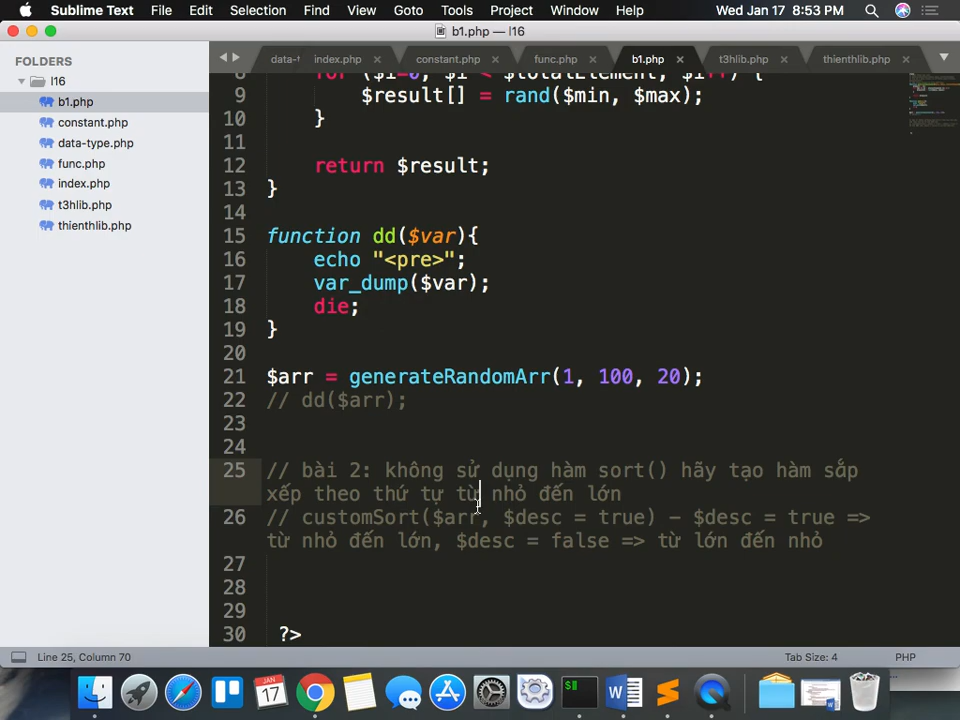 Sublime Text File Edit Selection Find View Goto Tools Project Window Help Wed Jan 17 8:53 PM
b1.php — l16
FOLDERS
l16
b1.php
constant.php
data-type.php
func.php
index.php
t3hlib.php
thienthlib.php
data-t index.php constant.php func.php b1.php t3hlib.php thienthlib.php
8 for ($i=0; $i < $totalElement; $i++) {
9 $result[] = rand($min, $max);
10 }
11
12 return $result;
13 }
14
15 function dd($var){
16 echo "<pre>";
17 var_dump($var);
18 die;
19 }
20
21 $arr = generateRandomArr(1, 100, 20);
22 // dd($arr);
23
24
25 // bài 2: không sử dụng hàm sort() hãy tạo hàm sắp
xếp theo thứ tự từ nhỏ đến lớn
26 // customSort($arr, $desc = true) - $desc = true =>
từ nhỏ đến lớn, $desc = false => từ lớn đến nhỏ
27
28
29
30 ?>
Line 25, Column 70 Tab Size: 4 PHP
JAN
17